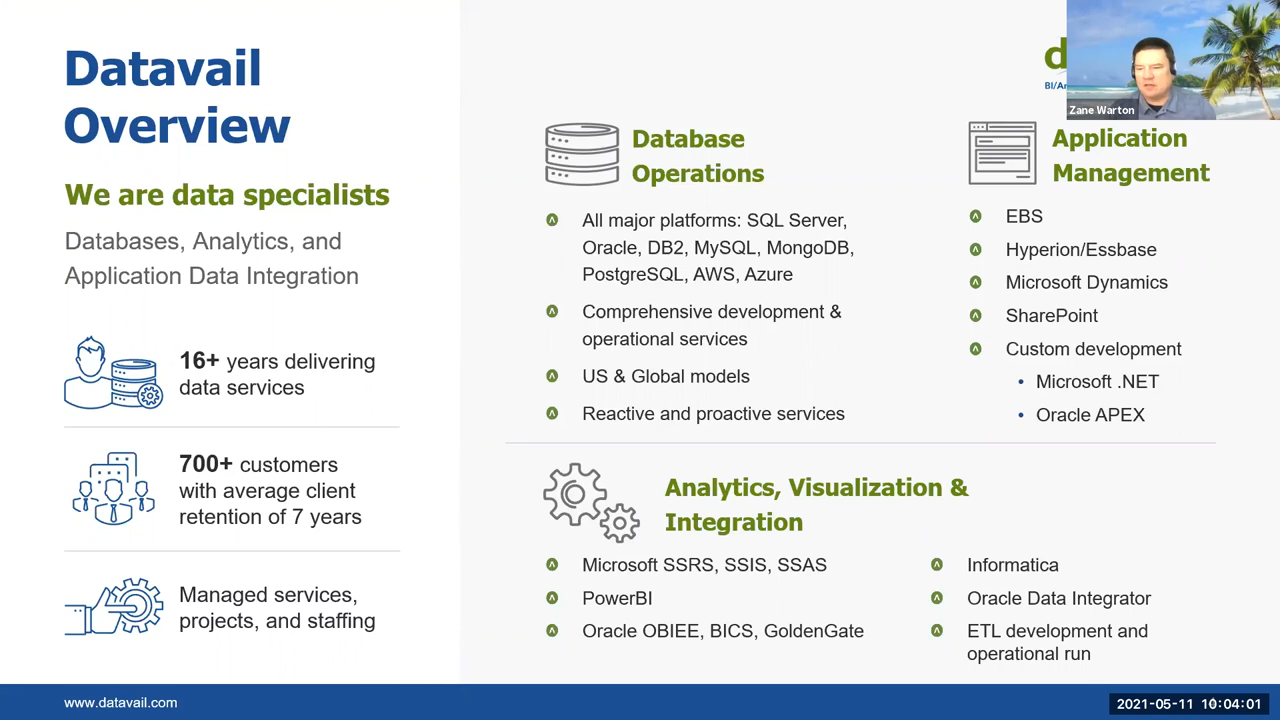 Datavail
Overview
We are data specialists
Databases, Analytics, and
Application Data Integration
16+ years delivering
data services
700+ customers
with average client
retention of 7 years
Managed services,
projects, and staffing
www.datavail.com
Database
Operations
All major platforms: SQL Server,
Oracle, DB2, MySQL, MongoDB,
PostgreSQL, AWS, Azure
Comprehensive development &
operational services
US & Global models
Reactive and proactive services
Zane Warton
Application
Management
EBS
Hyperion/Essbase
Microsoft Dynamics
SharePoint
Custom development
• Microsoft .NET
• Oracle APEX
Analytics, Visualization &
Integration
Microsoft SSRS, SSIS, SSAS
PowerBI
Oracle OBIEE, BICS, GoldenGate
Informatica
Oracle Data Integrator
ETL development and
operational run
2021-05-11 10:04:01